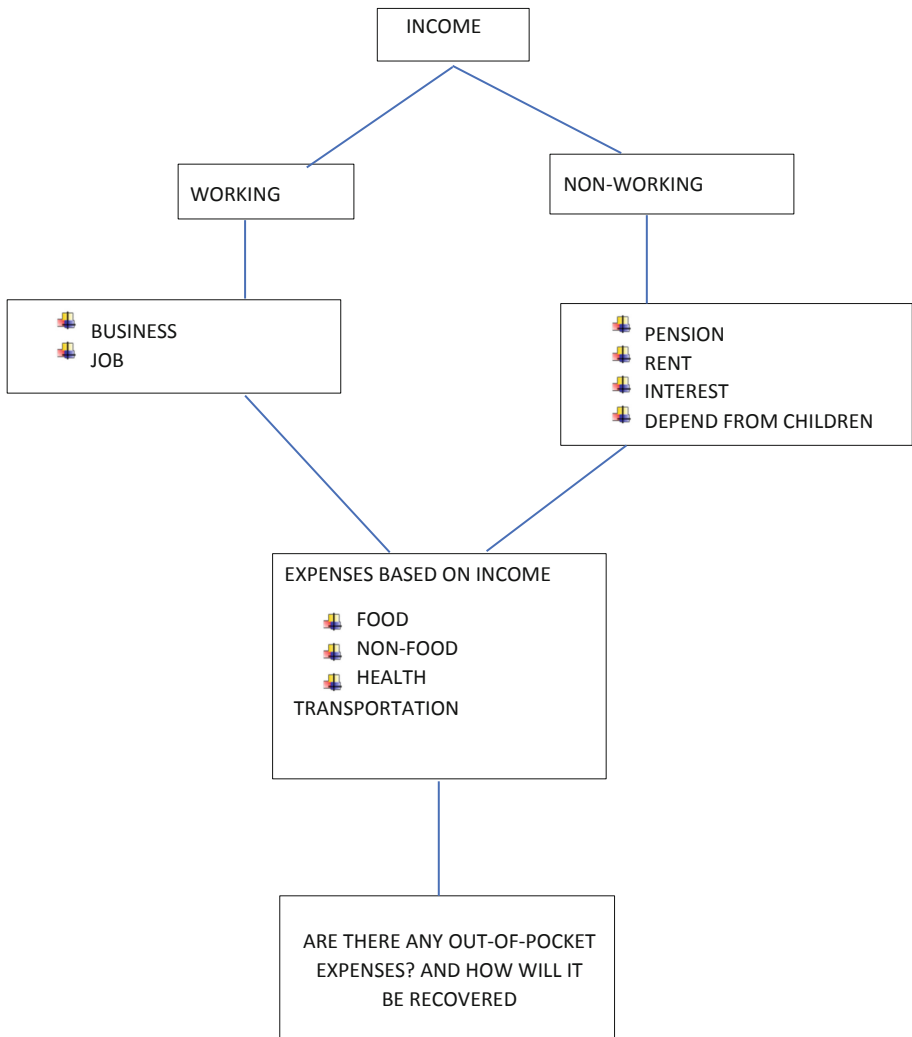 INCOME
WORKING
NON-WORKING
BUSINESS
JOB
PENSION
RENT
INTEREST
DEPEND FROM CHILDREN
EXPENSES BASED ON INCOME
FOOD
NON-FOOD
HEALTH
TRANSPORTATION
ARE THERE ANY OUT-OF-POCKET
EXPENSES? AND HOW WILL IT
BE RECOVERED